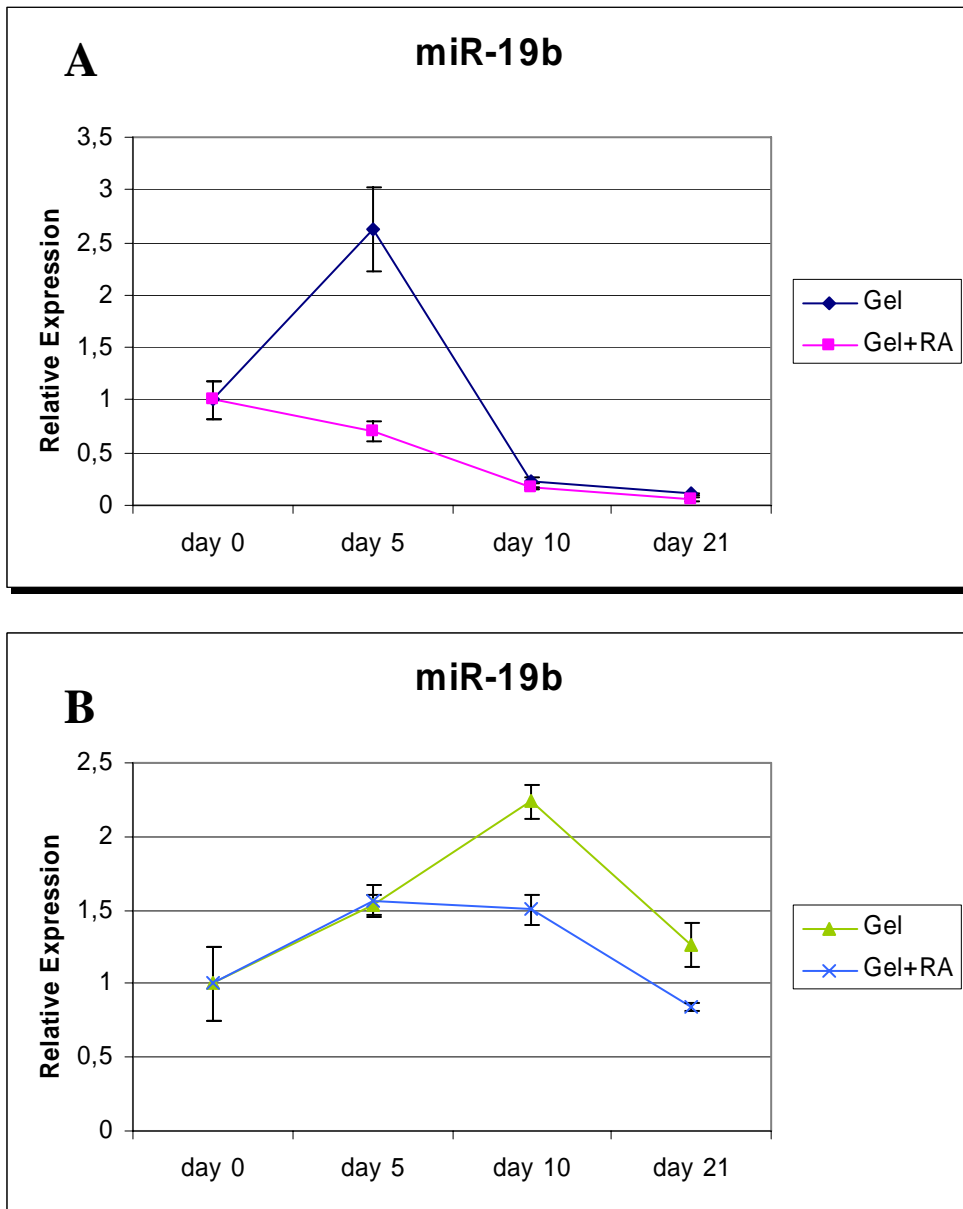 A
miR-19b
3,5
3
2,5
2
1,5
1
0,5
0
Relative Expression
day 0 day 5 day 10 day 21
Gel
Gel+RA
B
miR-19b
2,5
2
1,5
1
0,5
0
Relative Expression
day 0 day 5 day 10 day 21
Gel
Gel+RA